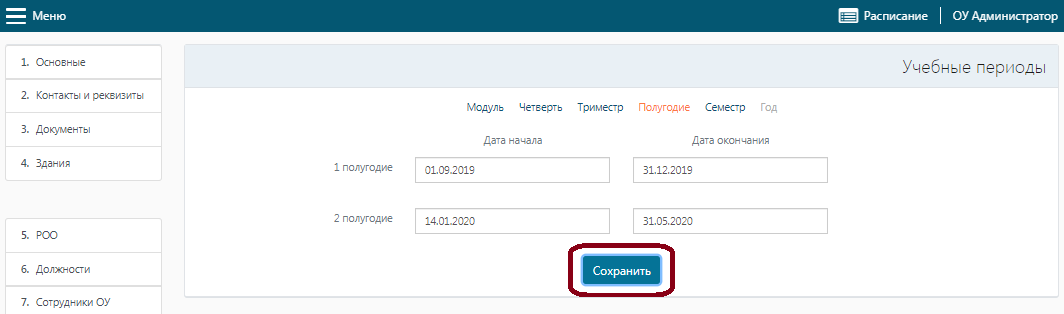 Меню
Расписание
ОУ Администратор
1. Основные
2. Контакты и реквизиты
3. Документы
4. Здания
5. РОО
6. Должности
7. Сотрудники ОУ
Учебные периоды
Модуль Четверть Триместр Полугодие Семестр Год
Дата начала Дата окончания
1 полугодие 01.09.2019 31.12.2019
2 полугодие 14.01.2020 31.05.2020
Сохранить